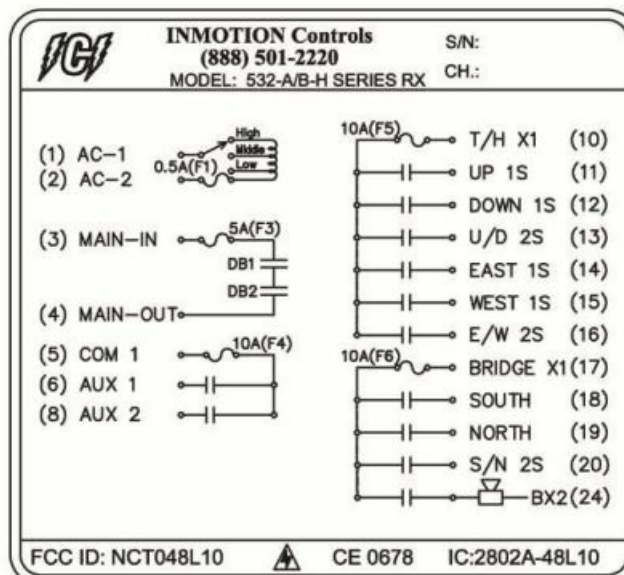 ICI
INMOTION Controls
(888) 501-2220
MODEL: 532-A/B-H SERIES RX
S/N:
CH.:
High
Middle
Low
(1) AC-1
(2) AC-2
0.5A(F1)
(3) MAIN-IN
5A(F3)
DB1
DB2
(4) MAIN-OUT
(5) COM 1
10A(F4)
(6) AUX 1
(8) AUX 2
10A(F5)
T/H X1 (10)
UP 1S (11)
DOWN 1S (12)
U/D 2S (13)
EAST 1S (14)
WEST 1S (15)
E/W 2S (16)
10A(F6)
BRIDGE X1(17)
SOUTH (18)
NORTH (19)
S/N 2S (20)
BX2(24)
FCC ID: NCT048L10
CE 0678
IC:2802A-48L10